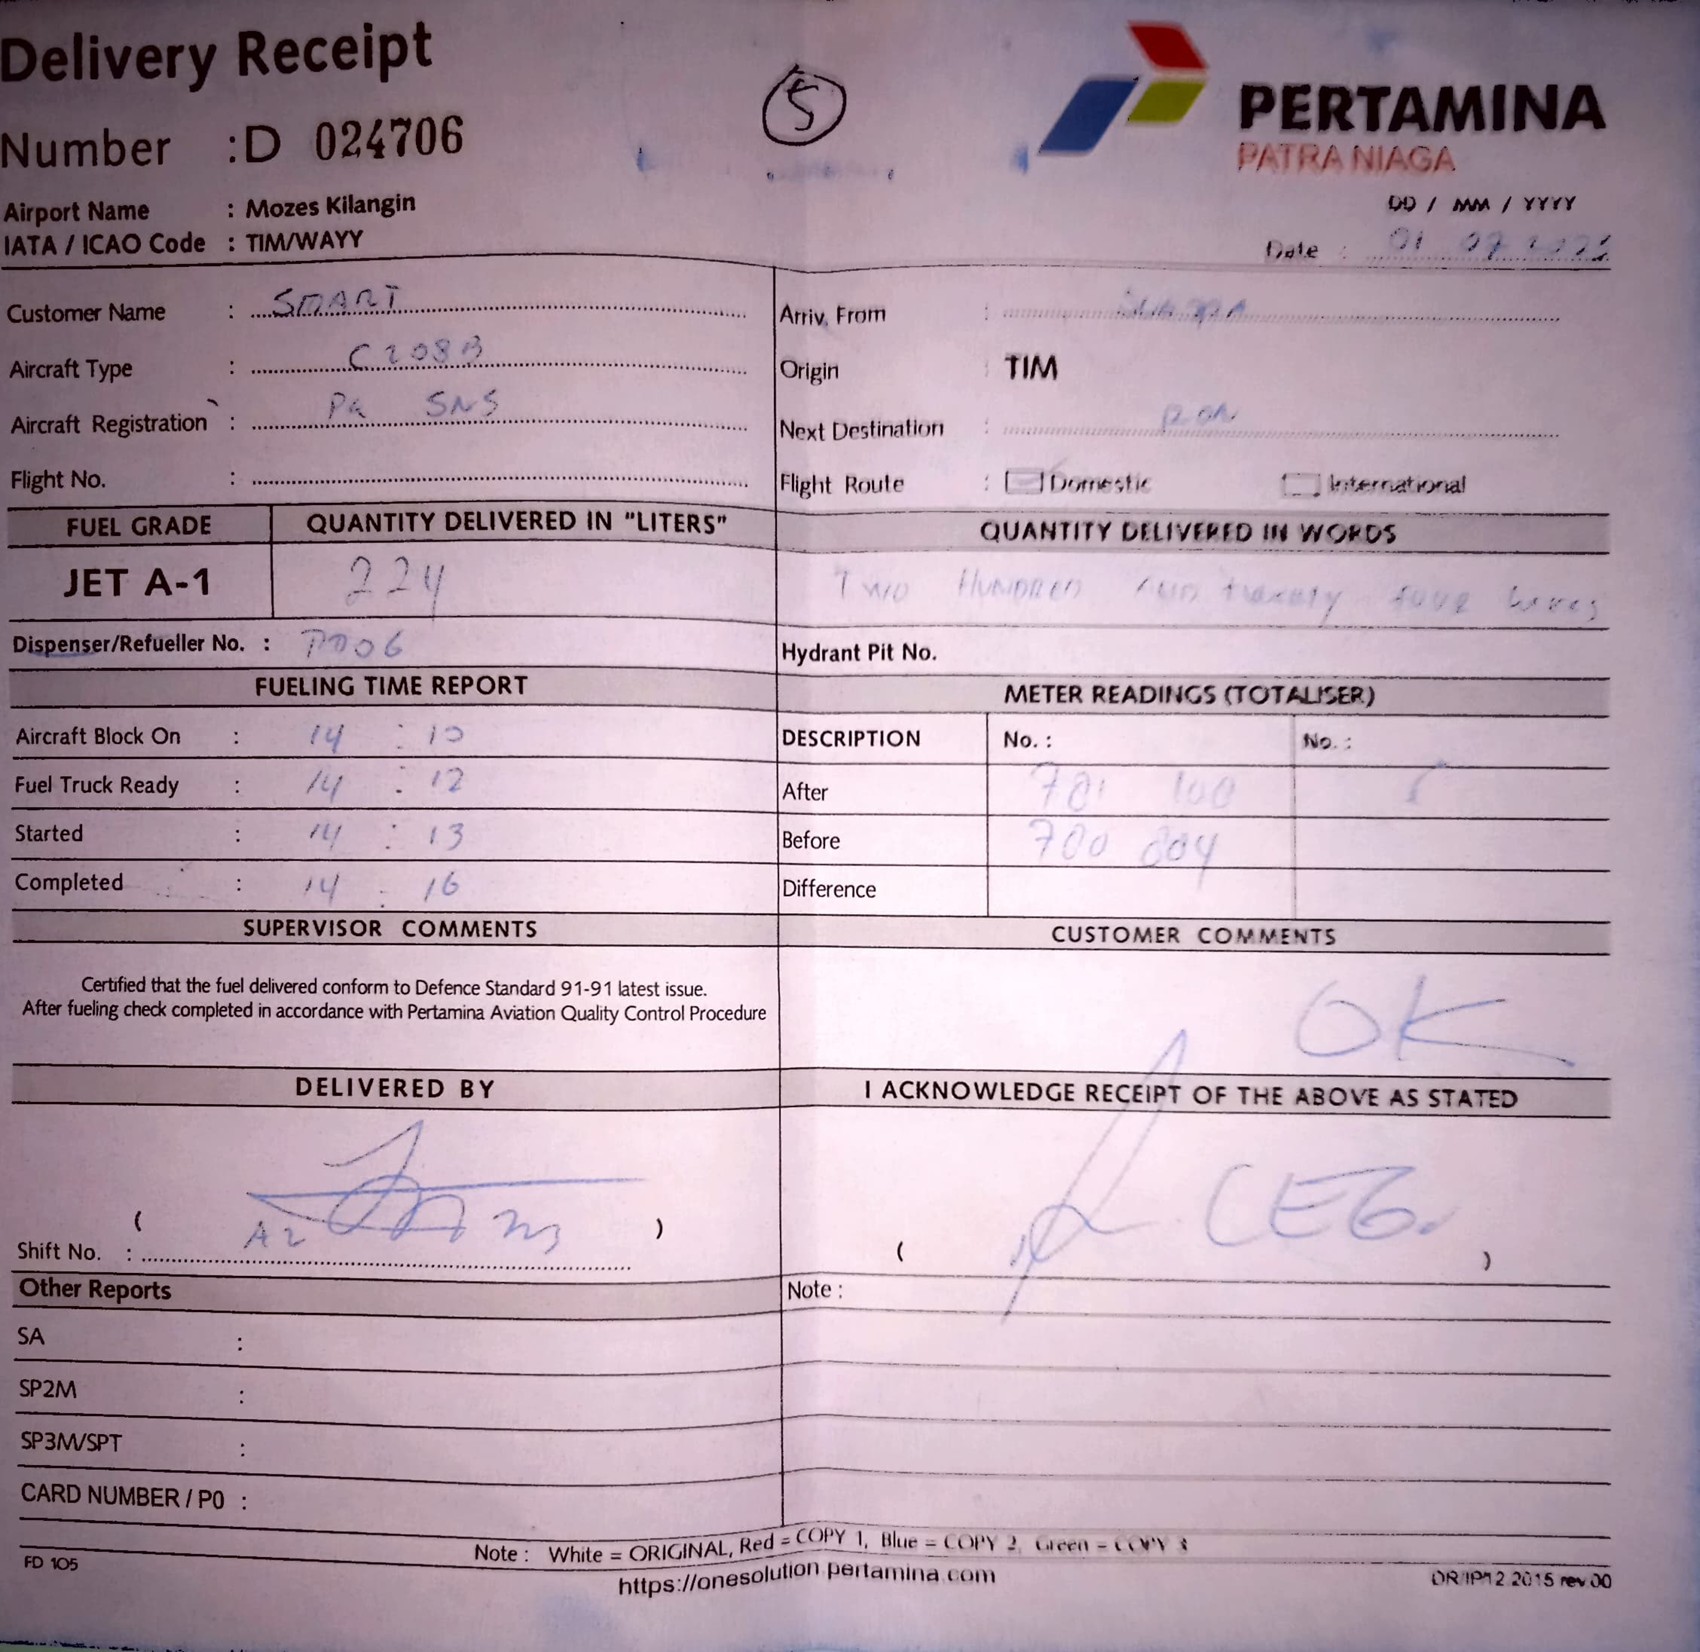 Delivery Receipt
5
PERTAMINA
PATRA NIAGA
Number : D 024706
Airport Name : Mozes Kilangin
IATA / ICAO Code : TIM/WAYY
DD / MM / YYYY
Date : 01 07
Customer Name : SMART
Arriv. From :
Aircraft Type : C208B
Origin : TIM
Aircraft Registration : PK SNS
Next Destination : RON
Flight No. :
Flight Route : Domestic International
FUEL GRADE QUANTITY DELIVERED IN "LITERS" QUANTITY DELIVERED IN WORDS
JET A-1 224 Two HUNDRED AND twenty four
Dispenser/Refueller No. :
Hydrant Pit No.
FUELING TIME REPORT METER READINGS (TOTALISER)
Aircraft Block On : 14 : 10
DESCRIPTION No. : No. :
Fuel Truck Ready : 14 : 12
After 701 100
Started : 14 : 13
Before 700
Completed : 14 : 16
Difference
SUPERVISOR COMMENTS CUSTOMER COMMENTS
Certified that the fuel delivered conform to Defence Standard 91-91 latest issue.
After fueling check completed in accordance with Pertamina Aviation Quality Control Procedure
OK
DELIVERED BY I ACKNOWLEDGE RECEIPT OF THE ABOVE AS STATED
( )
Shift No. :
( )
Other Reports Note :
SA :
SP2M :
SP3M/SPT :
CARD NUMBER / P0 :
Note : White = ORIGINAL, Red = COPY 1, Blue = COPY 2, Green = COPY 3
FD 105
https://onesolution.pertamina.com